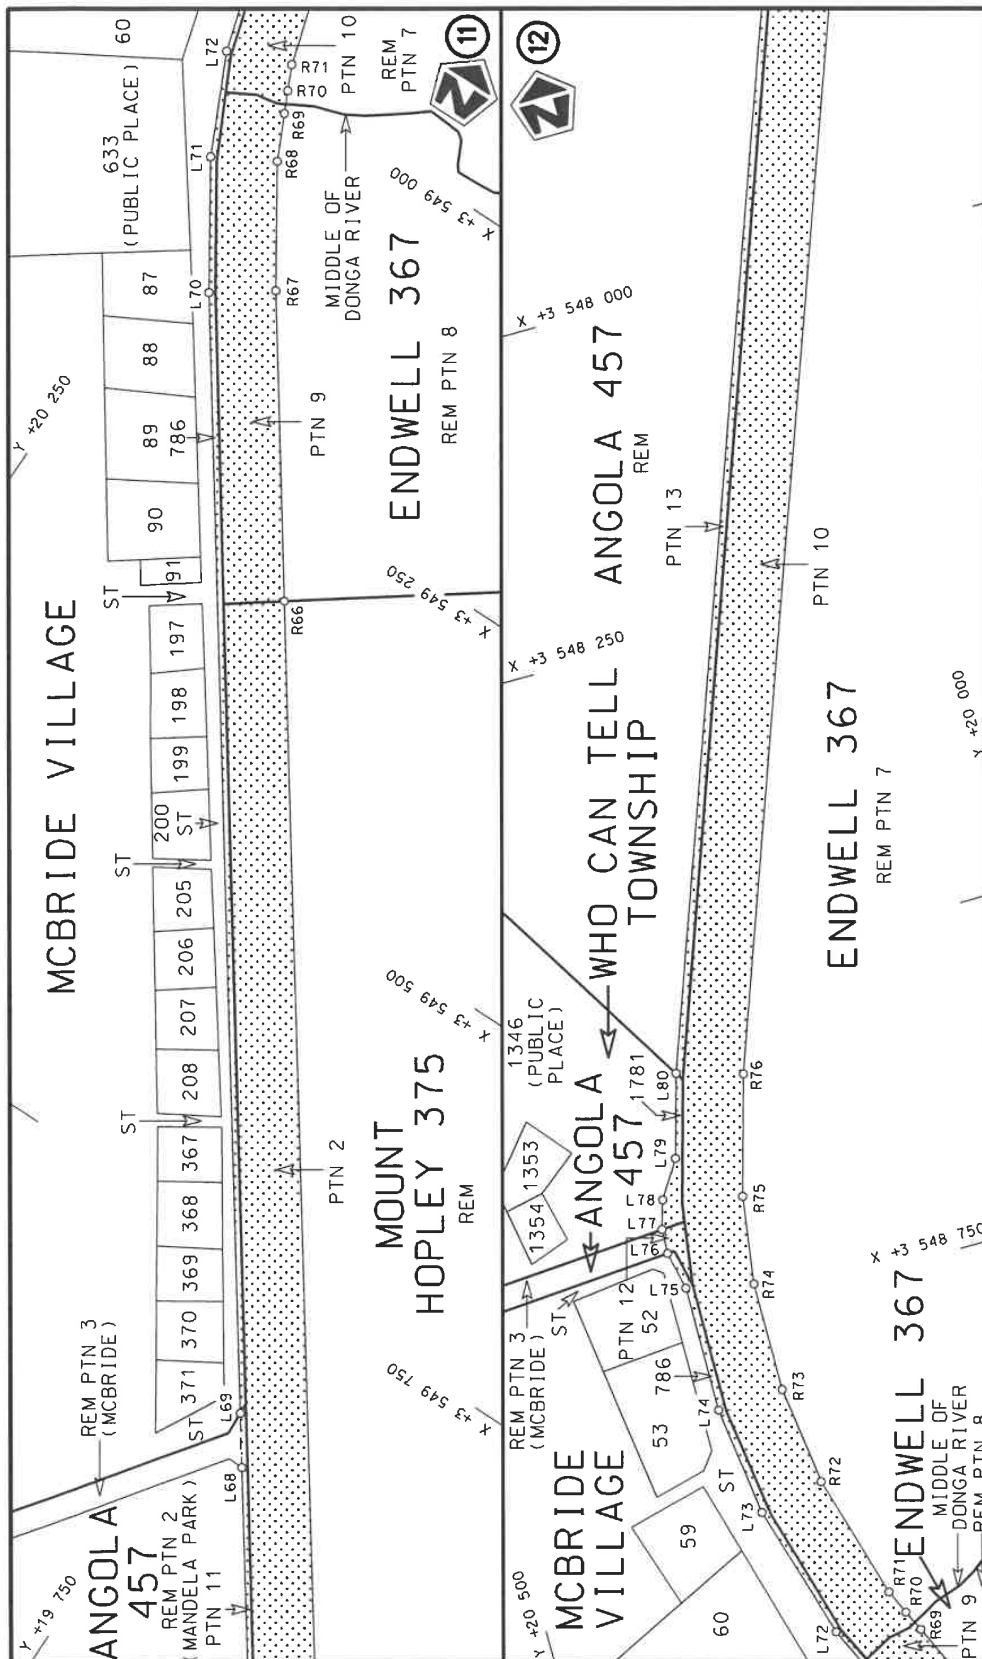 60
633
(PUBLIC PLACE)
L72
PTN 10
REM
PTN 7
R71
R70
R69
R68
L71
11
12
L70
87
88
89
786
90
91
R67
MIDDLE OF
DONGA RIVER
X +3 549 000
Y +20 250
PTN 9
ENDWELL 367
REM PTN 8
X +3 549 250
ST
R66
MCBRIDE VILLAGE
197
198
199
200
ST
ST
205
206
207
208
ST
367
368
369
370
371
ST
PTN 2
MOUNT
HOPLEY 375
REM
X +3 549 500
X +3 549 750
L69
L68
REM PTN 3
(MCBRIDE)
ANGOLA
457
REM PTN 2
(MANDELA PARK)
PTN 11
Y +19 750
X +3 548 000
ANGOLA 457
REM
PTN 13
PTN 10
X +3 548 250
WHO CAN TELL
TOWNSHIP
ENDWELL 367
REM PTN 7
Y +20 000
1346
(PUBLIC
PLACE)
1353
1354
ANGOLA
457
1781
L80
L79
L78
L77
L76
L75
R76
R75
R74
R73
R72
X +3 548 750
REM PTN 3
(MCBRIDE)
ST
PTN 12
52
786
53
L74
ST
L73
59
60
L72
MCBRIDE
VILLAGE
Y +20 500
R71
R70
R69
ENDWELL 367
MIDDLE OF
DONGA RIVER
REM PTN 8
PTN 9